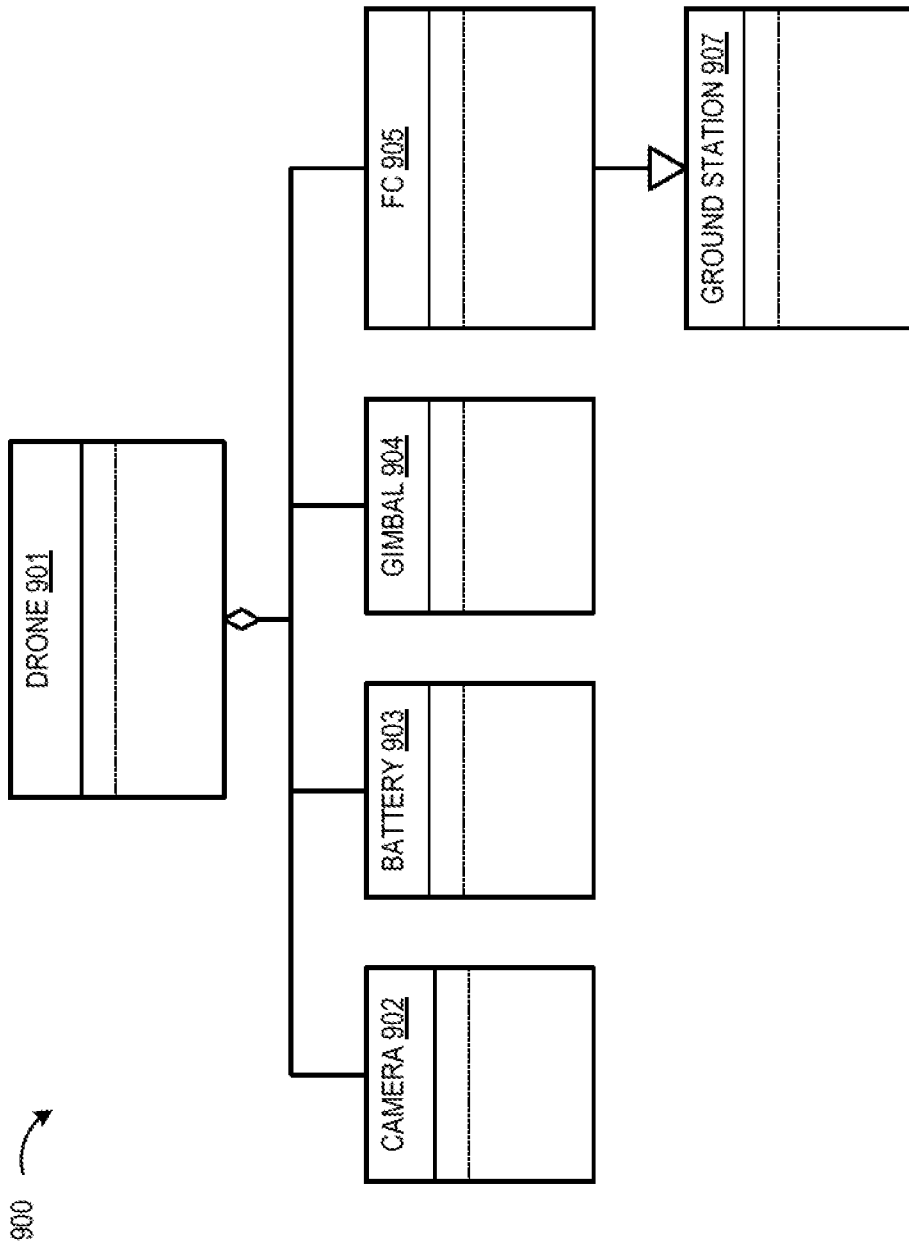 900
DRONE 901
CAMERA 902
BATTERY 903
GIMBAL 904
FC 905
GROUND STATION 907